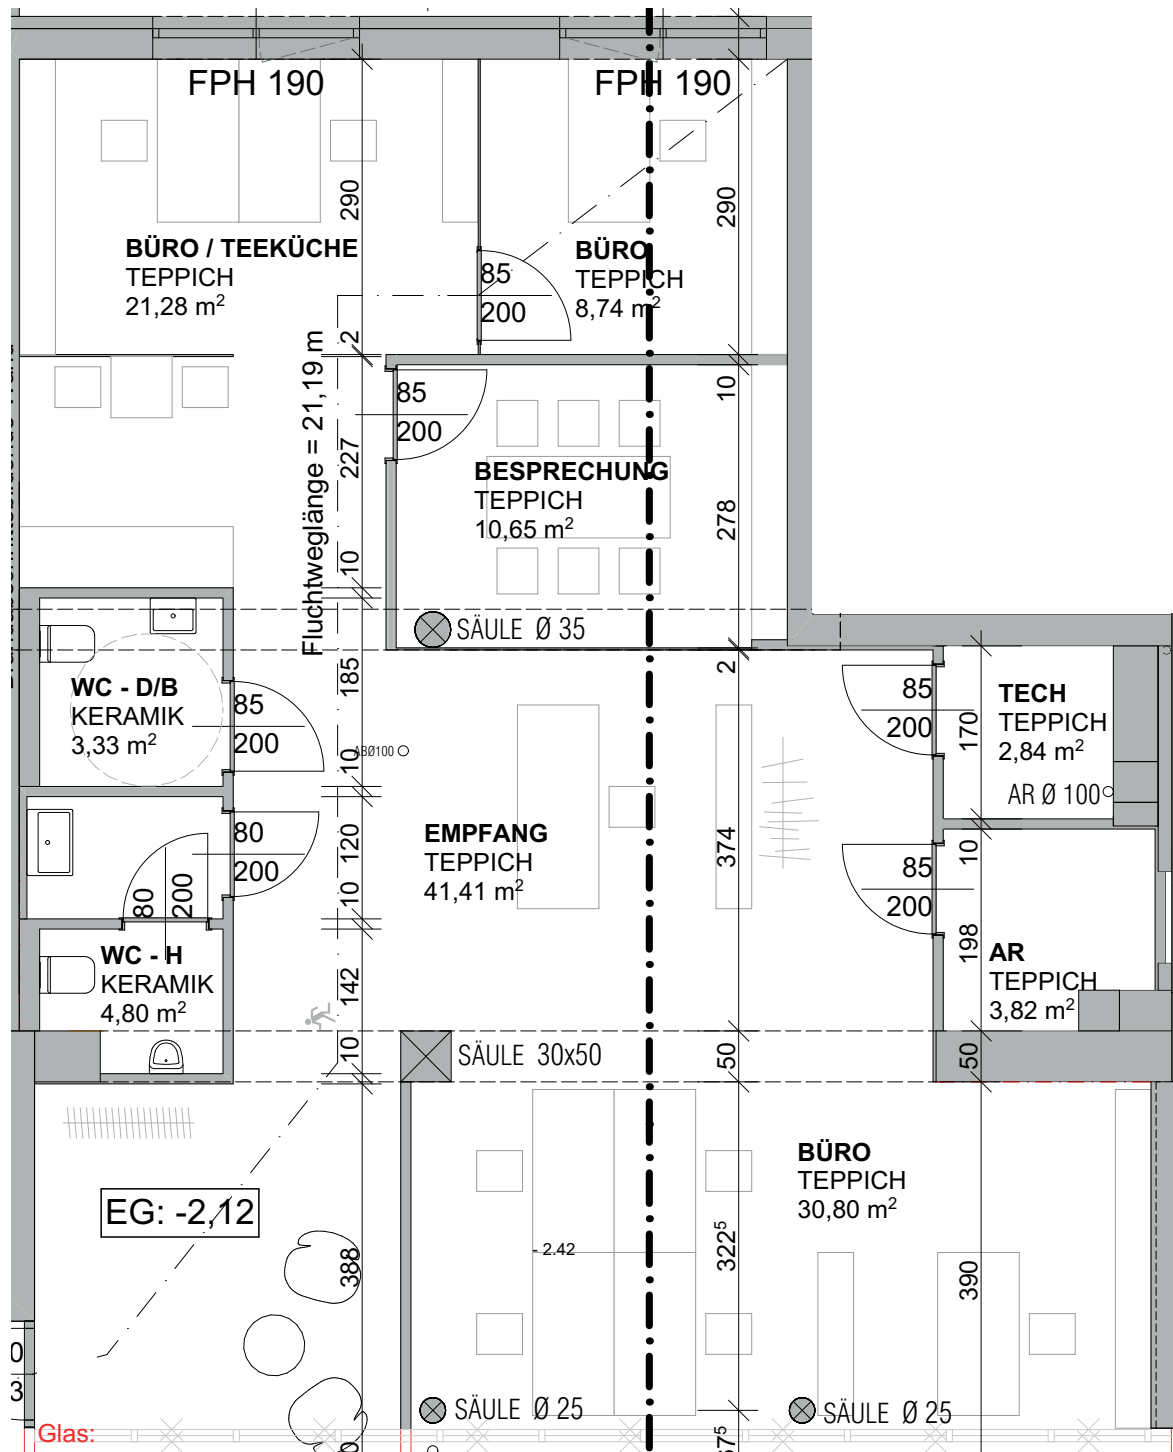 FPH 190
FPH 190
290
290
BÜRO / TEEKÜCHE
TEPPICH
21,28 m²
BÜRO
TEPPICH
8,74 m²
85
200
2
Fluchtweglänge = 21,19 m
85
200
10
227
BESPRECHUNG
TEPPICH
10,65 m²
278
10
SÄULE Ø 35
185
2
WC - D/B
KERAMIK
3,33 m²
85
200
10
ABØ100
85
200
170
TECH
TEPPICH
2,84 m²
AR Ø 100
80
200
120
EMPFANG
TEPPICH
41,41 m²
374
85
200
10
80
200
10
WC - H
KERAMIK
4,80 m²
142
198
AR
TEPPICH
3,82 m²
10
SÄULE 30x50
50
50
BÜRO
TEPPICH
30,80 m²
EG: -2,12
388
- 2.42
322⁵
390
0
3
SÄULE Ø 25
SÄULE Ø 25
Glas: